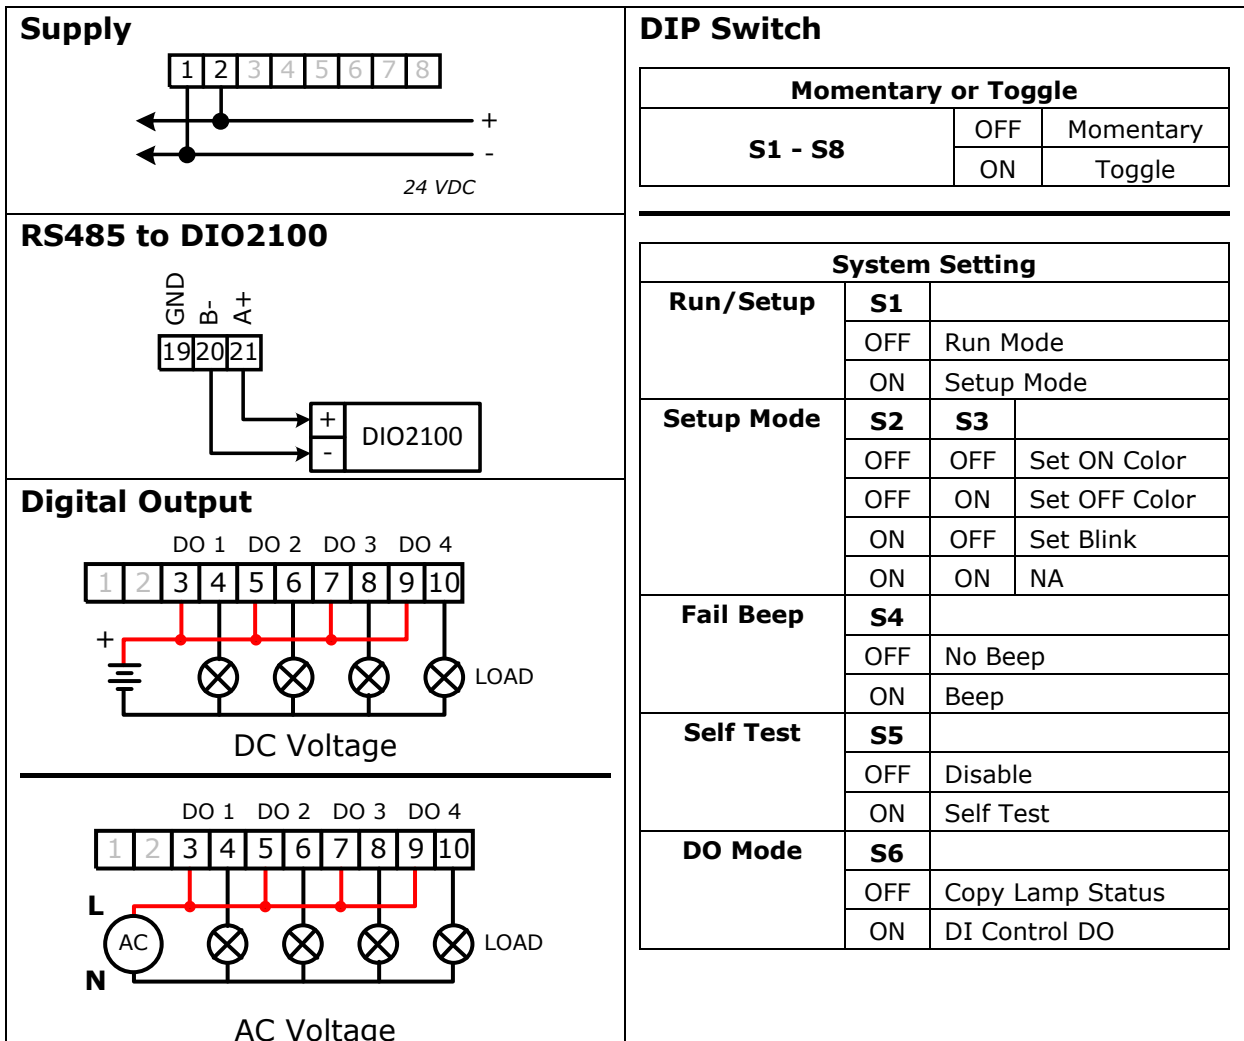 Supply
1 2 3 4 5 6 7 8
+
-
24 VDC
RS485 to DIO2100
GND B- A+
19 20 21
+
-
DIO2100
Digital Output
DO 1 DO 2 DO 3 DO 4
1 2 3 4 5 6 7 8 9 10
+
LOAD
DC Voltage
DO 1 DO 2 DO 3 DO 4
1 2 3 4 5 6 7 8 9 10
L
AC
LOAD
N
AC Voltage
DIP Switch
Momentary or Toggle
S1 - S8
OFF Momentary
ON Toggle
System Setting
Run/Setup S1
OFF Run Mode
ON Setup Mode
Setup Mode S2 S3
OFF OFF Set ON Color
OFF ON Set OFF Color
ON OFF Set Blink
ON ON NA
Fail Beep S4
OFF No Beep
ON Beep
Self Test S5
OFF Disable
ON Self Test
DO Mode S6
OFF Copy Lamp Status
ON DI Control DO